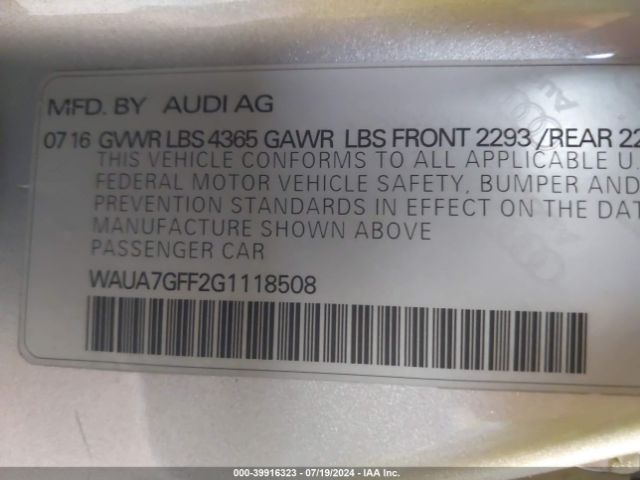 MFD. BY AUDI AG
07 16 GVWR LBS 4365 GAWR LBS FRONT 2293 /REAR 22
THIS VEHICLE CONFORMS TO ALL APPLICABLE U.
FEDERAL MOTOR VEHICLE SAFETY, BUMPER AND
PREVENTION STANDARDS IN EFFECT ON THE DAT
MANUFACTURE SHOWN ABOVE
PASSENGER CAR
WAUA7GFF2G1118508
000-39916323 - 07/19/2024 - IAA Inc.